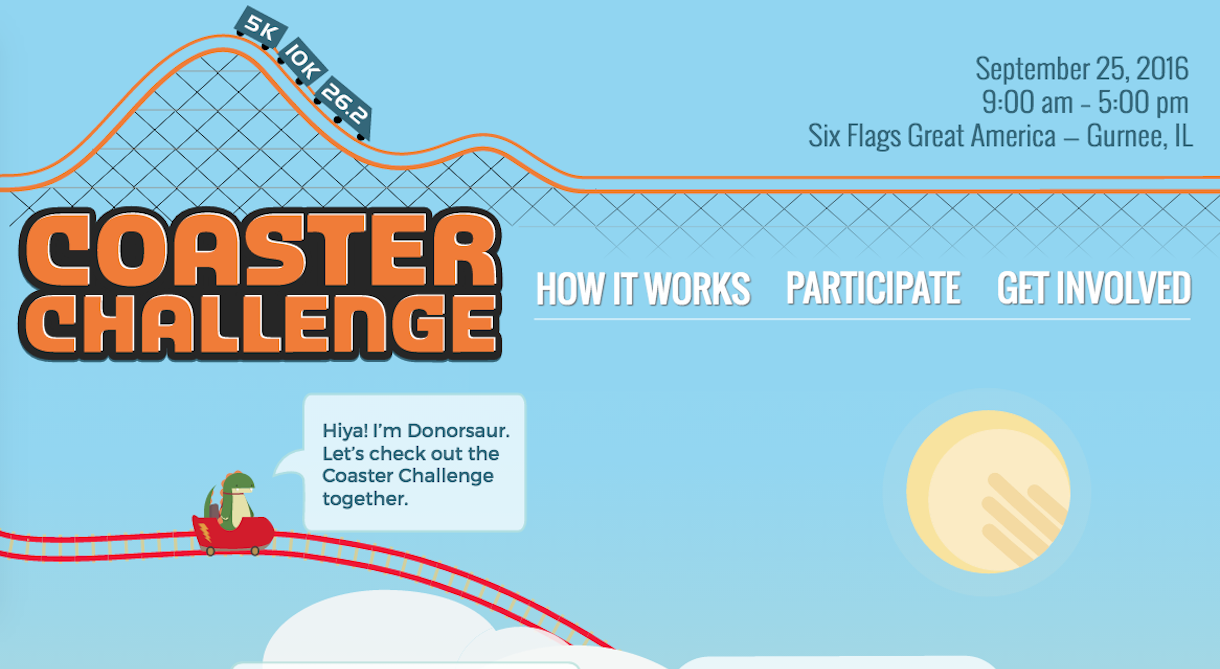 5K
10K
26.2
September 25, 2016
9:00 am – 5:00 pm
Six Flags Great America – Gurnee, IL
COASTER
CHALLENGE
HOW IT WORKS
PARTICIPATE
GET INVOLVED
Hiya! I'm Donorsaur.
Let's check out the
Coaster Challenge
together.